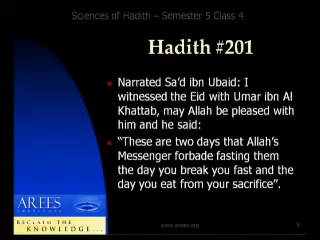 Sciences of Hadith – Semester 5 Class 4
Hadith #201
Narrated Sa’d ibn Ubaid: I
witnessed the Eid with Umar ibn Al
Khattab, may Allah be pleased with
him and he said:
“These are two days that Allah’s
Messenger forbade fasting them
the day you break you fast and the
day you eat from your sacrifice”.
AREES
RECLAIM THE
KNOWLEDGE...
www.arees.org